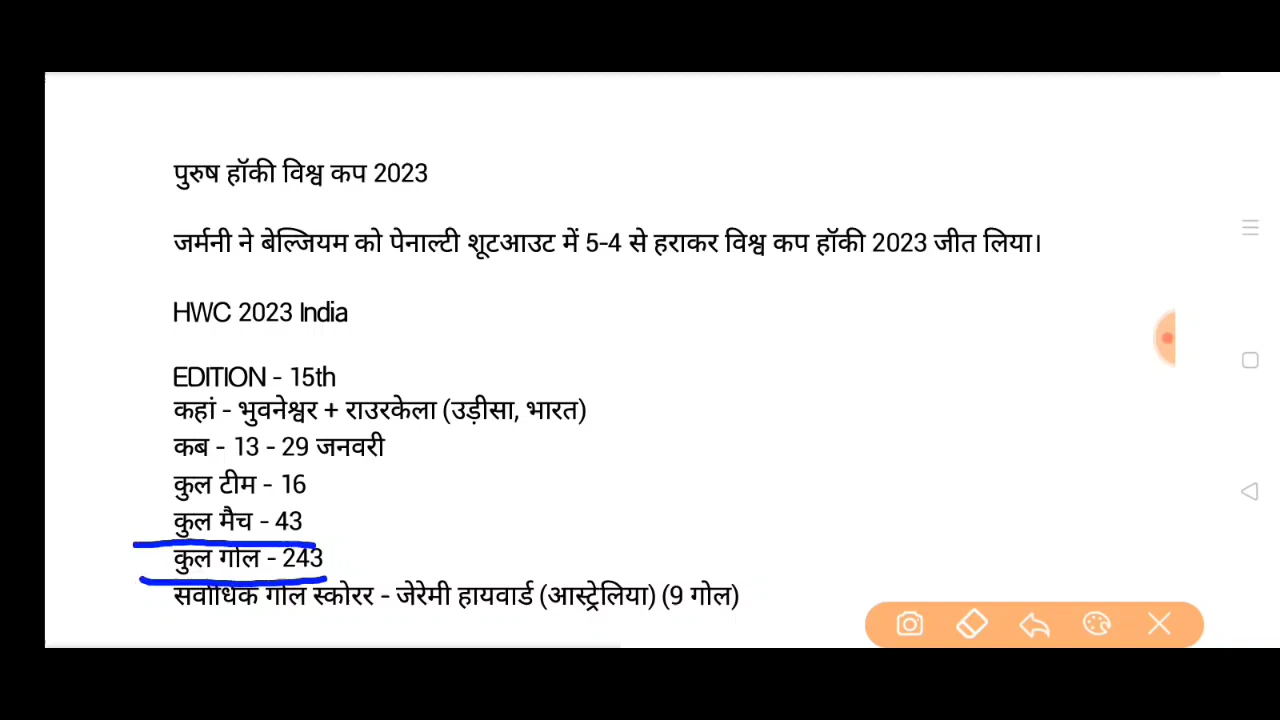 पुरुष हॉकी विश्व कप 2023
जर्मनी ने बेल्जियम को पेनाल्टी शूटआउट में 5-4 से हराकर विश्व कप हॉकी 2023 जीत लिया।
HWC 2023 India
EDITION - 15th
कहां - भुवनेश्वर + राउरकेला (उड़ीसा, भारत)
कब - 13 - 29 जनवरी
कुल टीम - 16
कुल मैच - 43
कुल गोल - 243
सर्वाधिक गोल स्कोरर - जेरेमी हायवार्ड (आस्ट्रेलिया) (9 गोल)